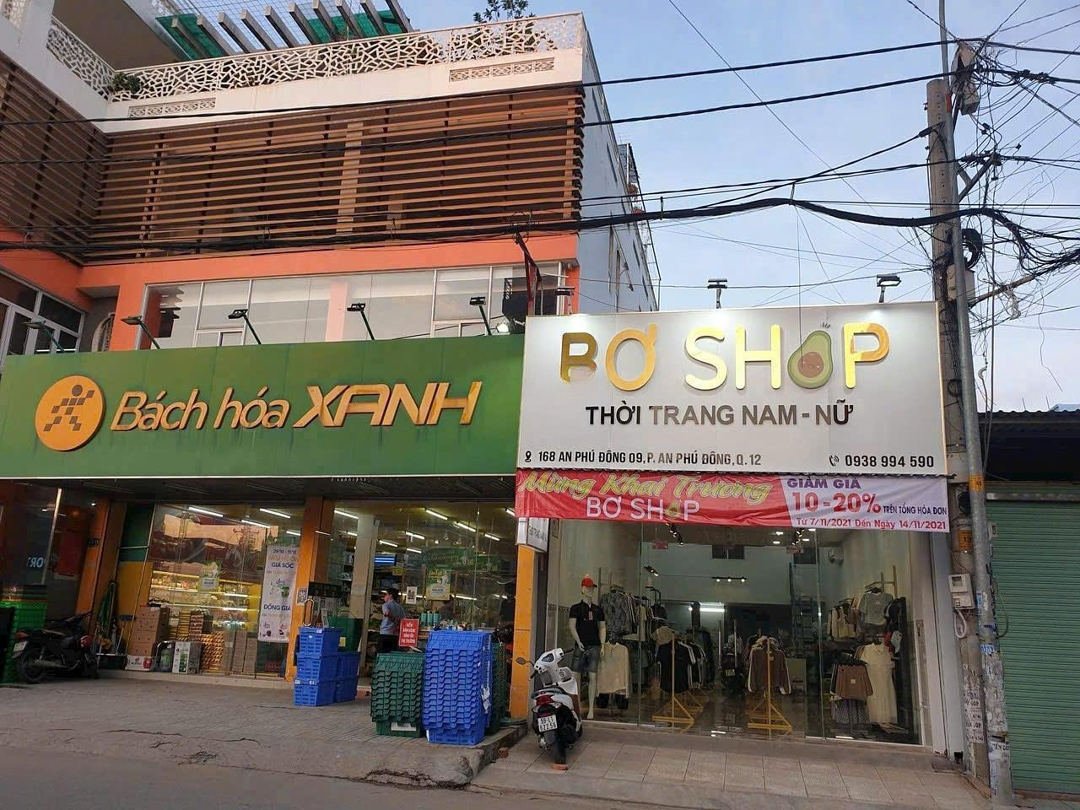 Bách hóa XANH
BƠ SHOP
THỜI TRANG NAM - NỮ
168 AN PHÚ ĐÔNG 09, P. AN PHÚ ĐÔNG, Q.12
0938 994 590
Mừng Khai Trương
BƠ SHOP
GIẢM GIÁ
10 - 20% TRÊN TỔNG HÓA ĐƠN
Từ 7/11/2021 Đến Ngày 14/11/2021
GIÁ SỐC
ĐỒNG GIÁ